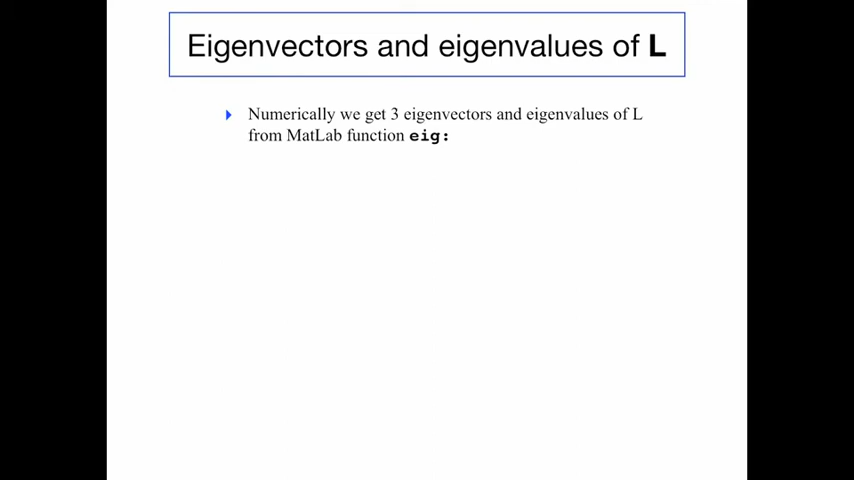 Eigenvectors and eigenvalues of L
Numerically we get 3 eigenvectors and eigenvalues of L
from MatLab function eig: